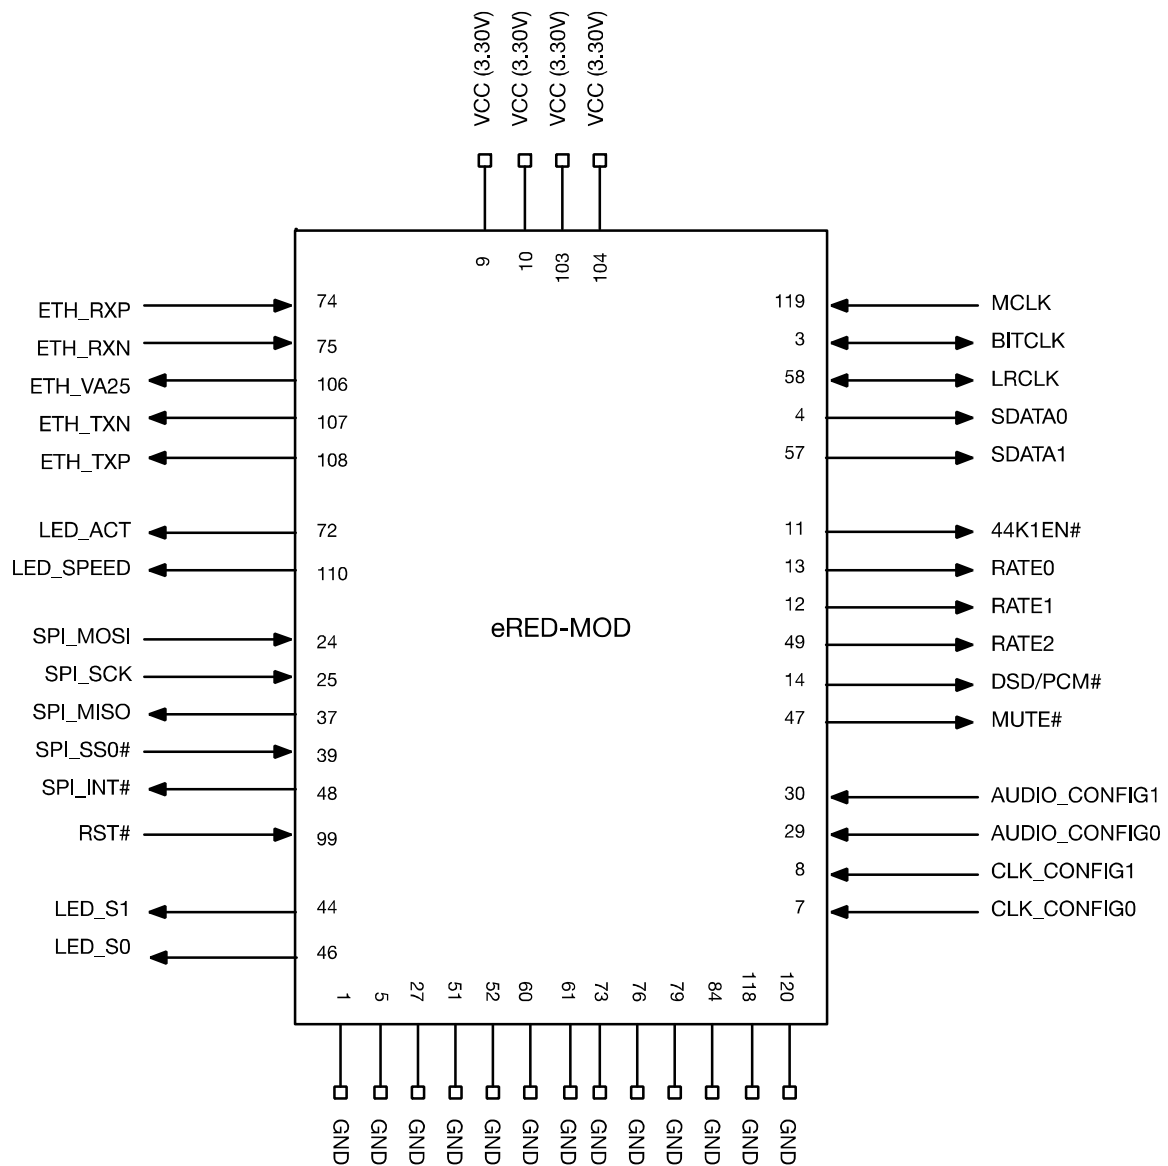 VCC (3.30V)
VCC (3.30V)
VCC (3.30V)
VCC (3.30V)
9
10
103
104
ETH_RXP
74
ETH_RXN
75
ETH_VA25
106
ETH_TXN
107
ETH_TXP
108
LED_ACT
72
LED_SPEED
110
SPI_MOSI
24
SPI_SCK
25
SPI_MISO
37
SPI_SS0#
39
SPI_INT#
48
RST#
99
LED_S1
44
LED_S0
46
eRED-MOD
119
MCLK
3
BITCLK
58
LRCLK
4
SDATA0
57
SDATA1
11
44K1EN#
13
RATE0
12
RATE1
49
RATE2
14
DSD/PCM#
47
MUTE#
30
AUDIO_CONFIG1
29
AUDIO_CONFIG0
8
CLK_CONFIG1
7
CLK_CONFIG0
1
5
27
51
52
60
61
73
76
79
84
118
120
GND
GND
GND
GND
GND
GND
GND
GND
GND
GND
GND
GND
GND